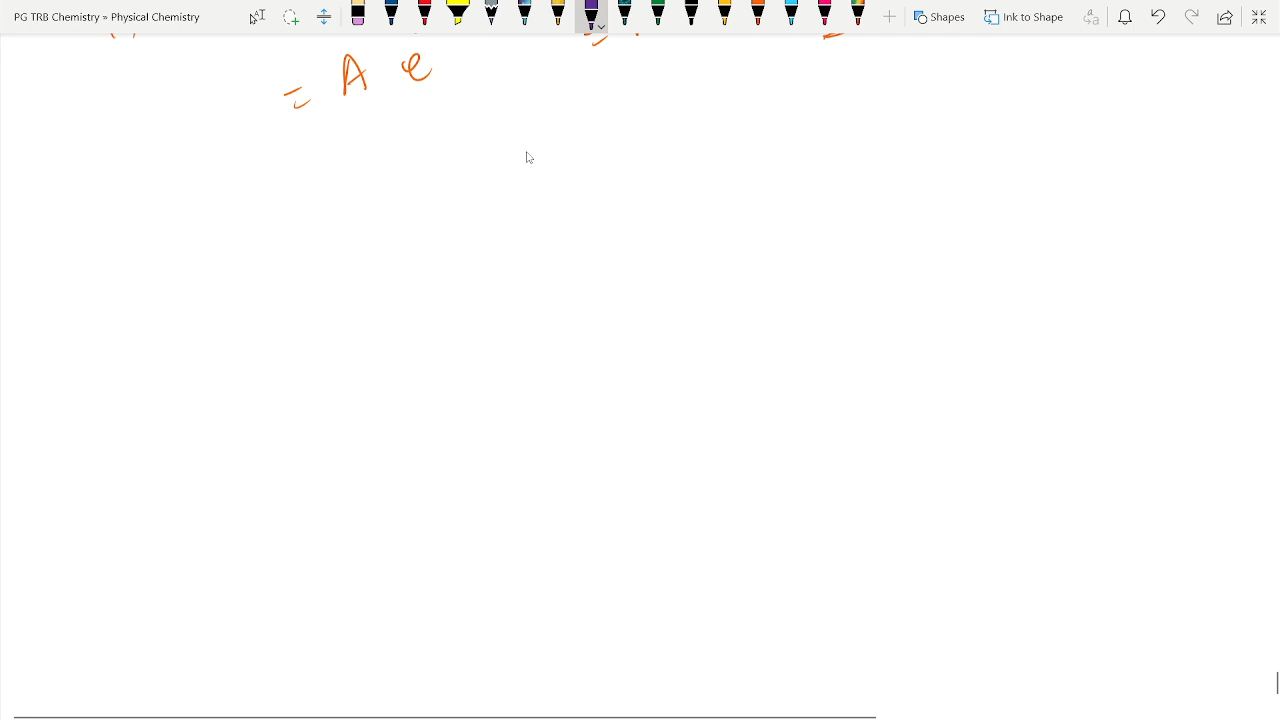 PG TRB Chemistry » Physical Chemistry Shapes Ink to Shape
= A e